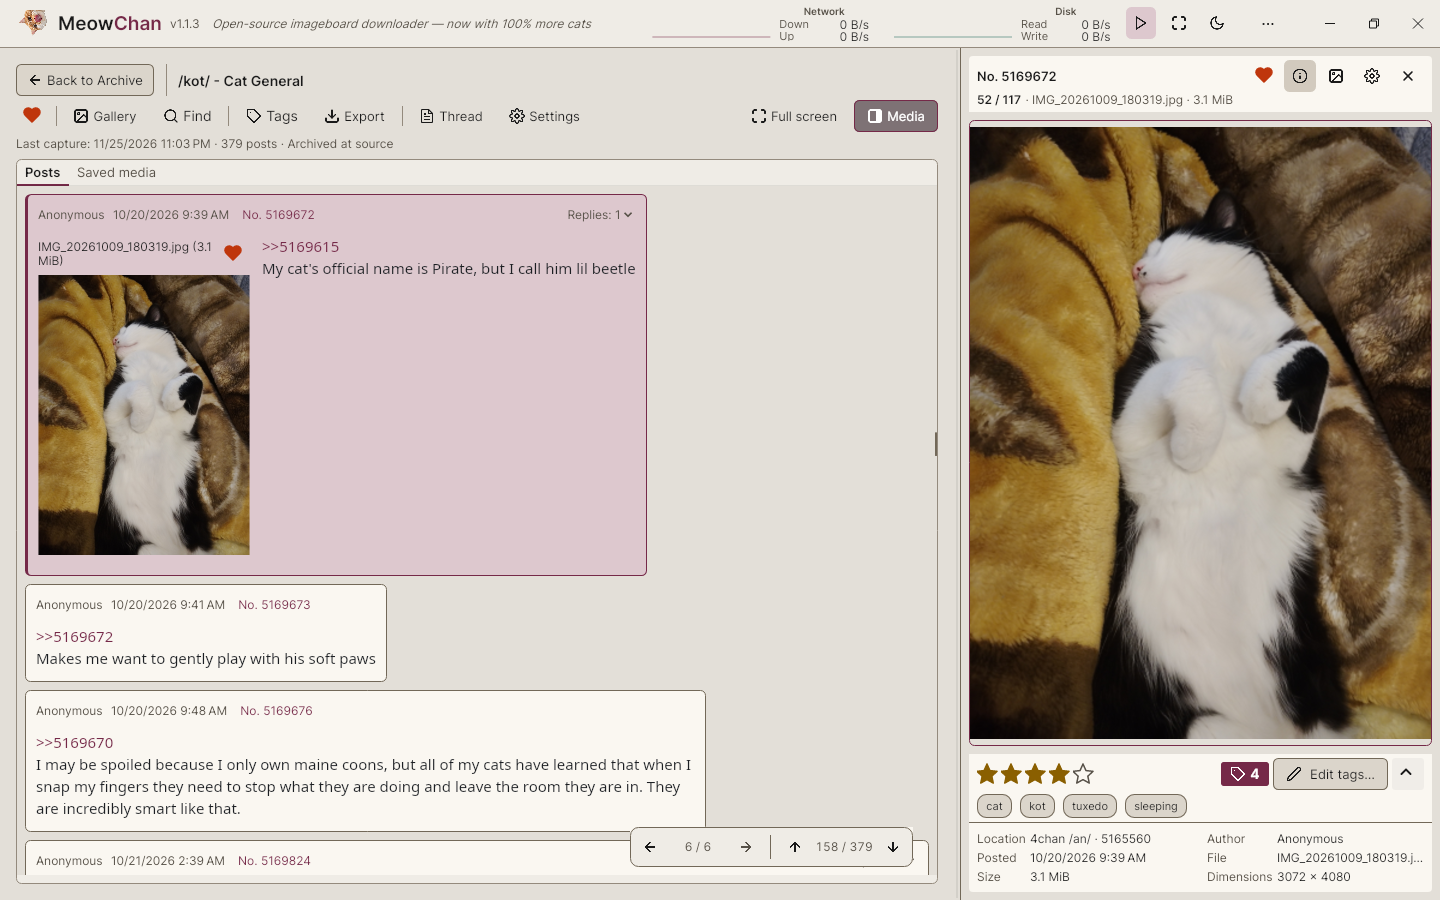 MeowChan v1.1.3 Open-source imageboard downloader — now with 100% more cats
Network
Down 0 B/s
Up 0 B/s
Disk
Read 0 B/s
Write 0 B/s
Back to Archive
/kot/ - Cat General
Gallery Find Tags Export Thread Settings Full screen Media
Last capture: 11/25/2026 11:03 PM · 379 posts · Archived at source
Posts Saved media
Anonymous 10/20/2026 9:39 AM No. 5169672 Replies: 1
IMG_20261009_180319.jpg (3.1
MiB)
>>5169615
My cat's official name is Pirate, but I call him lil beetle
Anonymous 10/20/2026 9:41 AM No. 5169673
>>5169672
Makes me want to gently play with his soft paws
Anonymous 10/20/2026 9:48 AM No. 5169676
>>5169670
I may be spoiled because I only own maine coons, but all of my cats have learned that when I
snap my fingers they need to stop what they are doing and leave the room they are in. They
are incredibly smart like that.
Anonymous 10/21/2026 2:39 AM No. 5169824
6 / 6 158 / 379
No. 5169672
52 / 117 · IMG_20261009_180319.jpg · 3.1 MiB
4 Edit tags...
cat kot tuxedo sleeping
Location 4chan /an/ · 5165560 Author Anonymous
Posted 10/20/2026 9:39 AM File IMG_20261009_180319.j...
Size 3.1 MiB Dimensions 3072 × 4080